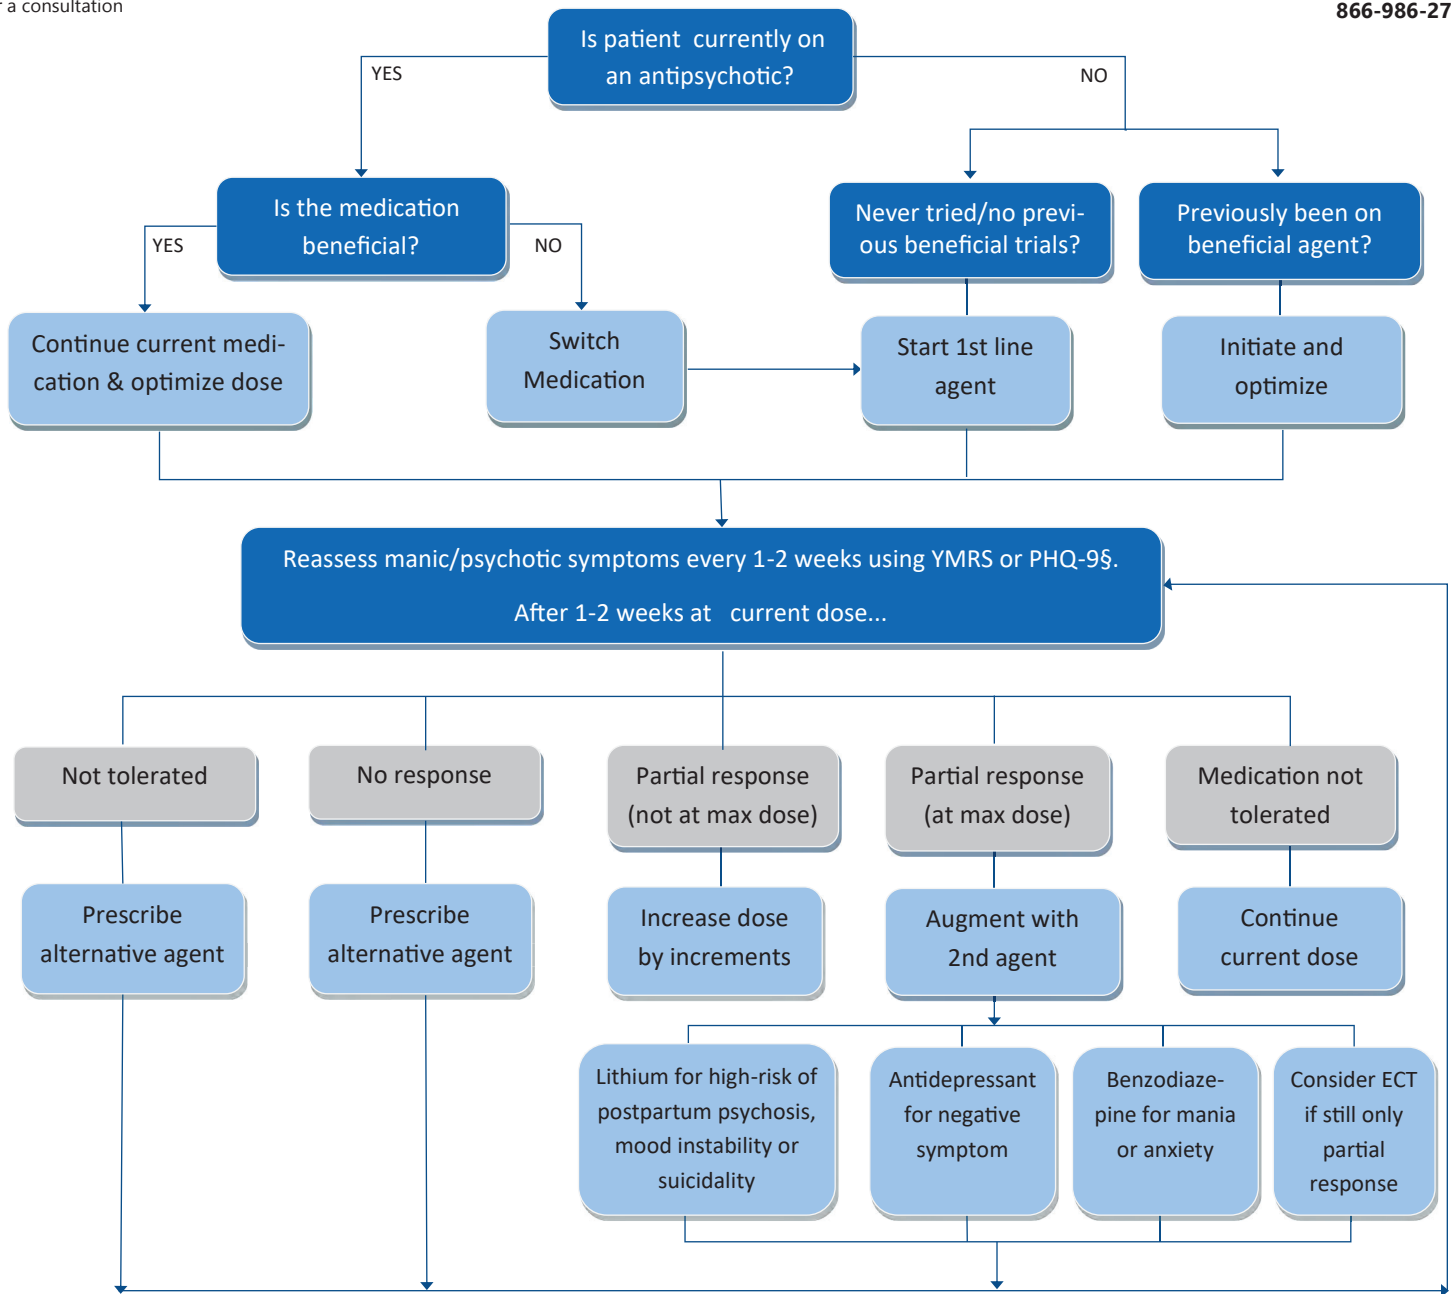 a consultation
866-986-27
Is patient currently on
an antipsychotic?
YES
NO
Is the medication
beneficial?
Never tried/no previ-
ous beneficial trials?
Previously been on
beneficial agent?
YES
NO
Continue current medi-
cation & optimize dose
Switch
Medication
Start 1st line
agent
Initiate and
optimize
Reassess manic/psychotic symptoms every 1-2 weeks using YMRS or PHQ-9§.
After 1-2 weeks at current dose...
Not tolerated
No response
Partial response
(not at max dose)
Partial response
(at max dose)
Medication not
tolerated
Prescribe
alternative agent
Prescribe
alternative agent
Increase dose
by increments
Augment with
2nd agent
Continue
current dose
Lithium for high-risk of
postpartum psychosis,
mood instability or
suicidality
Antidepressant
for negative
symptom
Benzodiaze-
pine for mania
or anxiety
Consider ECT
if still only
partial
response